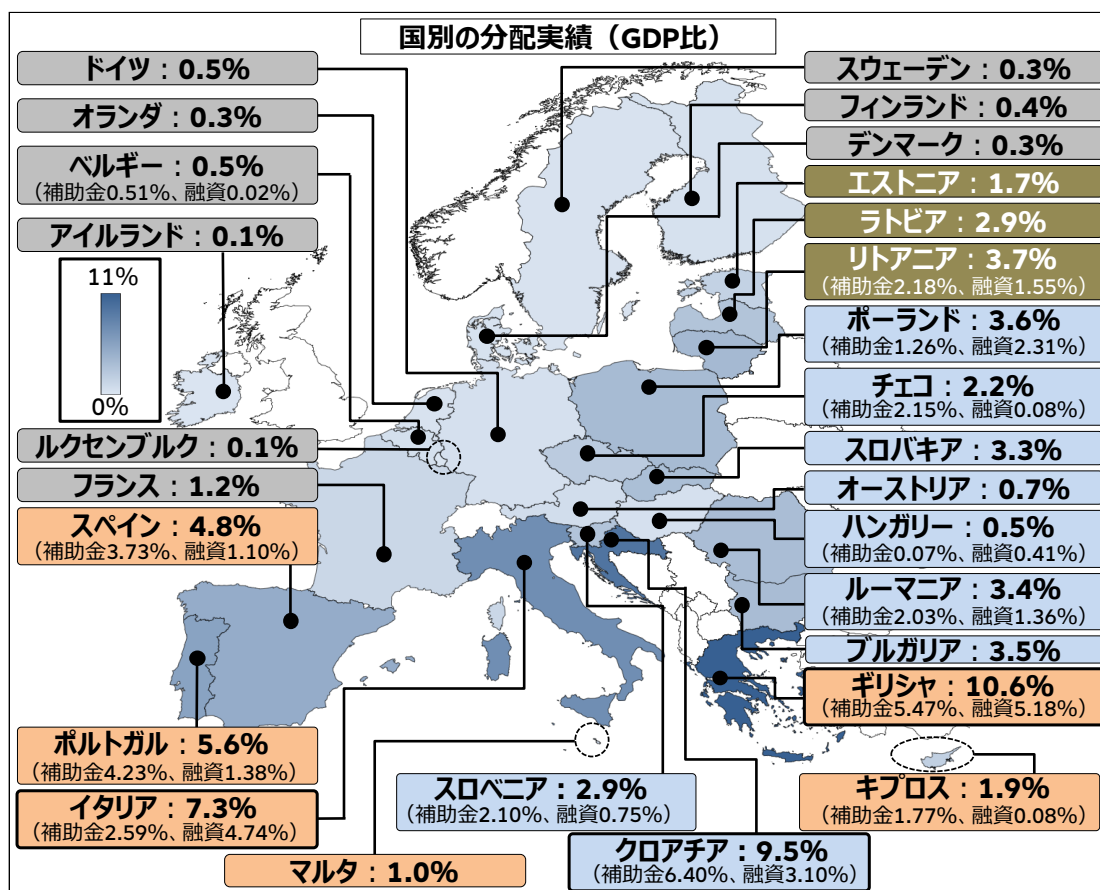 国別の分配実績（GDP比）
ドイツ：0.5%
オランダ：0.3%
ベルギー：0.5%
（補助金0.51%、融資0.02%）
アイルランド：0.1%
11%
0%
ルクセンブルク：0.1%
フランス：1.2%
スペイン：4.8%
（補助金3.73%、融資1.10%）
ポルトガル：5.6%
（補助金4.23%、融資1.38%）
イタリア：7.3%
（補助金2.59%、融資4.74%）
マルタ：1.0%
スウェーデン：0.3%
フィンランド：0.4%
デンマーク：0.3%
エストニア：1.7%
ラトビア：2.9%
リトアニア：3.7%
（補助金2.18%、融資1.55%）
ポーランド：3.6%
（補助金1.26%、融資2.31%）
チェコ：2.2%
（補助金2.15%、融資0.08%）
スロバキア：3.3%
オーストリア：0.7%
ハンガリー：0.5%
（補助金0.07%、融資0.41%）
ルーマニア：3.4%
（補助金2.03%、融資1.36%）
ブルガリア：3.5%
ギリシャ：10.6%
（補助金5.47%、融資5.18%）
キプロス：1.9%
（補助金1.77%、融資0.08%）
スロベニア：2.9%
（補助金2.10%、融資0.75%）
クロアチア：9.5%
（補助金6.40%、融資3.10%）